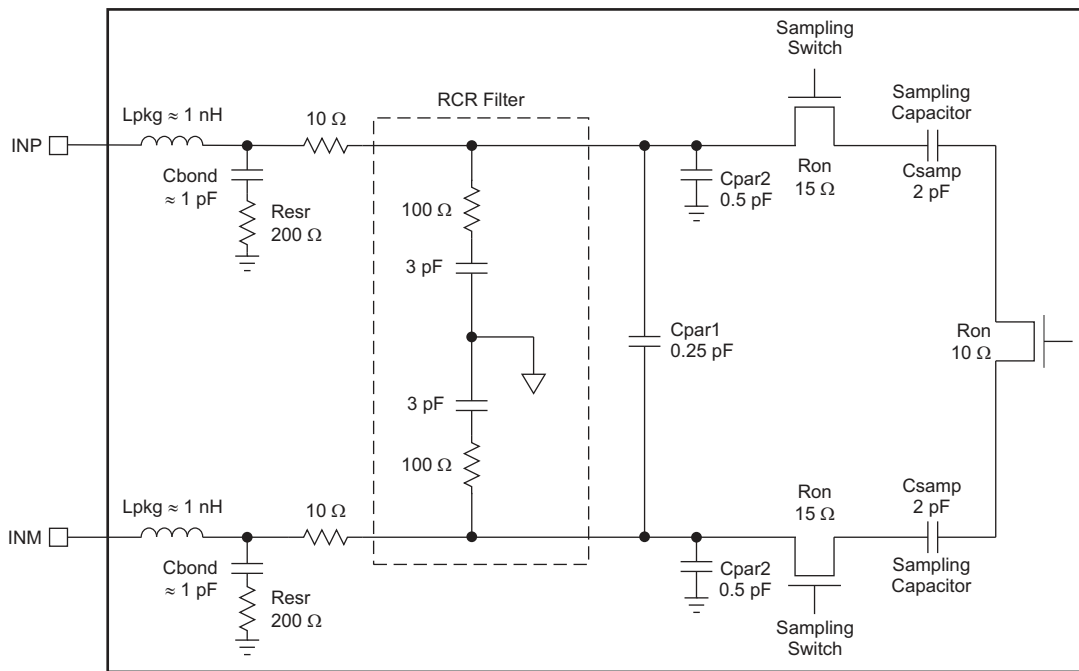 Sampling
Switch
Lpkg ≈ 1 nH
10 Ω
RCR Filter
Sampling
Capacitor
INP
Cbond
≈ 1 pF
Resr
200 Ω
100 Ω
3 pF
Cpar2
0.5 pF
Ron
15 Ω
Csamp
2 pF
Cpar1
0.25 pF
Ron
10 Ω
3 pF
100 Ω
Lpkg ≈ 1 nH
10 Ω
Ron
15 Ω
Csamp
2 pF
INM
Cbond
≈ 1 pF
Resr
200 Ω
Cpar2
0.5 pF
Sampling
Capacitor
Sampling
Switch